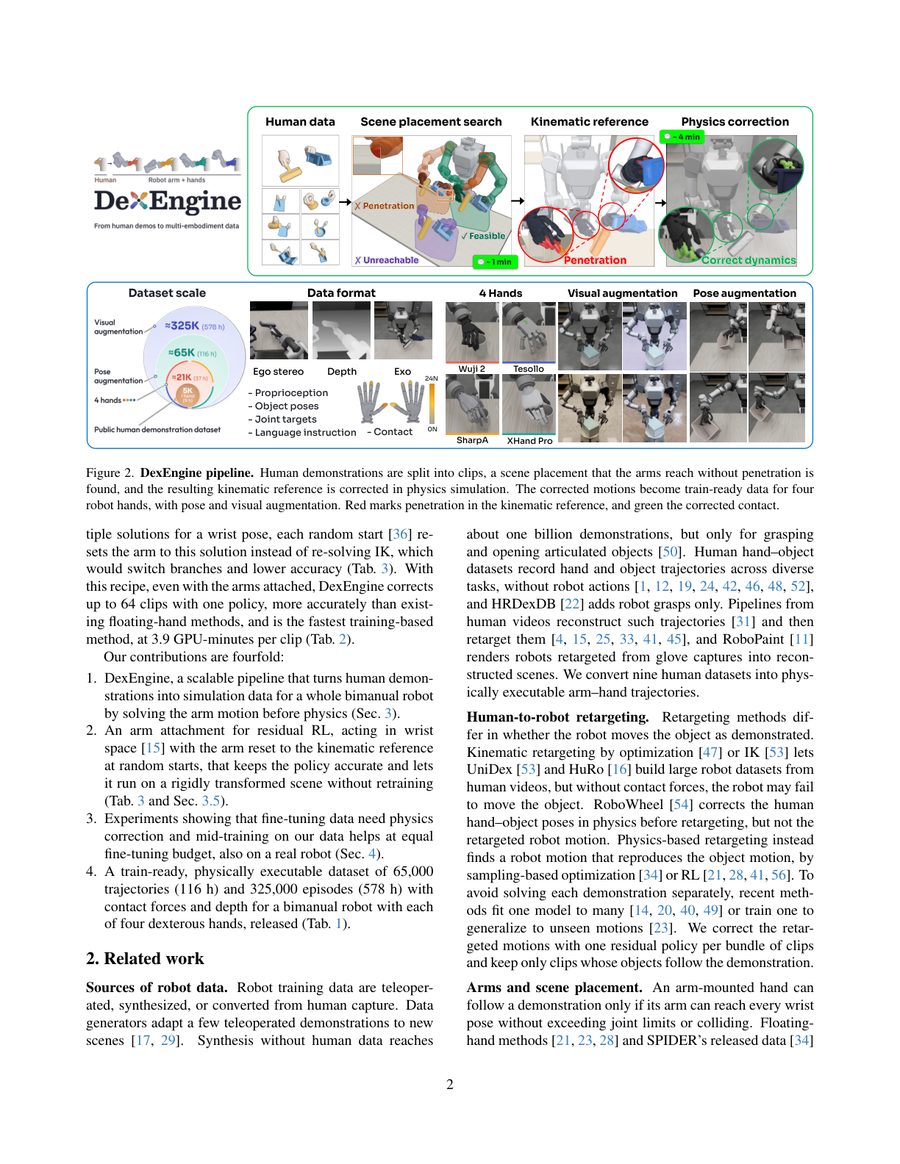 Human data
Scene placement search
Kinematic reference
Physics correction
~ 4 min
Human
Robot arm + hands
DexEngine
From human demos to multi-embodiment data
✗ Penetration
✓ Feasible
✗ Unreachable
~ 1 min
Penetration
Correct dynamics
Dataset scale
Data format
4 Hands
Visual augmentation
Pose augmentation
Visual
augmentation
≈325K (578 h)
≈65K (116 h)
Pose
augmentation
≈21K (37 h)
4 hands
5K
Public human demonstration dataset
Ego stereo
Depth
Exo
- Proprioception
- Object poses
- Joint targets
- Language instruction
- Contact
24N
0N
Wuji 2
Tesollo
SharpA
XHand Pro
Figure 2. DexEngine pipeline. Human demonstrations are split into clips, a scene placement that the arms reach without penetration is
found, and the resulting kinematic reference is corrected in physics simulation. The corrected motions become train-ready data for four
robot hands, with pose and visual augmentation. Red marks penetration in the kinematic reference, and green the corrected contact.
tiple solutions for a wrist pose, each random start [36] re-
sets the arm to this solution instead of re-solving IK, which
would switch branches and lower accuracy (Tab. 3). With
this recipe, even with the arms attached, DexEngine corrects
up to 64 clips with one policy, more accurately than exist-
ing floating-hand methods, and is the fastest training-based
method, at 3.9 GPU-minutes per clip (Tab. 2).
Our contributions are fourfold:
1. DexEngine, a scalable pipeline that turns human demon-
strations into simulation data for a whole bimanual robot
by solving the arm motion before physics (Sec. 3).
2. An arm attachment for residual RL, acting in wrist
space [15] with the arm reset to the kinematic reference
at random starts, that keeps the policy accurate and lets
it run on a rigidly transformed scene without retraining
(Tab. 3 and Sec. 3.5).
3. Experiments showing that fine-tuning data need physics
correction and mid-training on our data helps at equal
fine-tuning budget, also on a real robot (Sec. 4).
4. A train-ready, physically executable dataset of 65,000
trajectories (116 h) and 325,000 episodes (578 h) with
contact forces and depth for a bimanual robot with each
of four dexterous hands, released (Tab. 1).
2. Related work
Sources of robot data. Robot training data are teleoper-
ated, synthesized, or converted from human capture. Data
generators adapt a few teleoperated demonstrations to new
scenes [17, 29]. Synthesis without human data reaches
about one billion demonstrations, but only for grasping
and opening articulated objects [50]. Human hand–object
datasets record hand and object trajectories across diverse
tasks, without robot actions [1, 12, 19, 24, 42, 46, 48, 52],
and HRDexDB [22] adds robot grasps only. Pipelines from
human videos reconstruct such trajectories [31] and then
retarget them [4, 15, 25, 33, 41, 45], and RoboPaint [11]
renders robots retargeted from glove captures into recon-
structed scenes. We convert nine human datasets into phys-
ically executable arm–hand trajectories.
Human-to-robot retargeting. Retargeting methods dif-
fer in whether the robot moves the object as demonstrated.
Kinematic retargeting by optimization [47] or IK [53] lets
UniDex [53] and HuRo [16] build large robot datasets from
human videos, but without contact forces, the robot may fail
to move the object. RoboWheel [54] corrects the human
hand–object poses in physics before retargeting, but not the
retargeted robot motion. Physics-based retargeting instead
finds a robot motion that reproduces the object motion, by
sampling-based optimization [34] or RL [21, 28, 41, 56]. To
avoid solving each demonstration separately, recent meth-
ods fit one model to many [14, 20, 40, 49] or train one to
generalize to unseen motions [23]. We correct the retar-
geted motions with one residual policy per bundle of clips
and keep only clips whose objects follow the demonstration.
Arms and scene placement. An arm-mounted hand can
follow a demonstration only if its arm can reach every wrist
pose without exceeding joint limits or colliding. Floating-
hand methods [21, 23, 28] and SPIDER's released data [34]
2